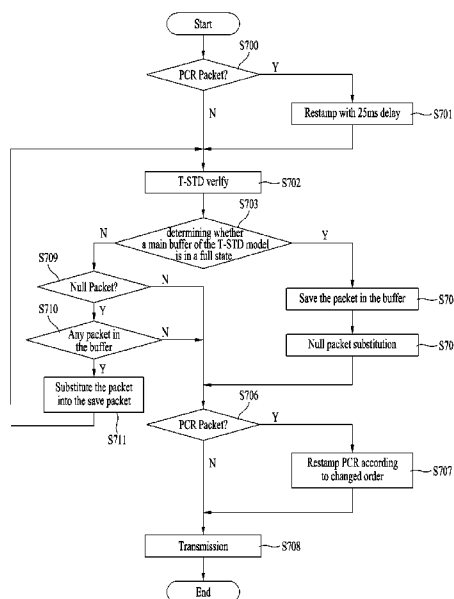 Start
S700
PCR Packet?
Y
N
Restamp with 25ms delay
S701
T-STD verify
S702
S703
determining whether
a main buffer of the T-STD model
is in a full state
N
Y
S709
Null Packet?
N
Y
S710
Any packet in
the buffer
N
Y
Save the packet in the buffer
S70
Null packet substitution
S70
Substitute the packet
into the save packet
S711
S706
PCR Packet?
Y
N
Restamp PCR according
to changed order
S707
Transmission
S708
End